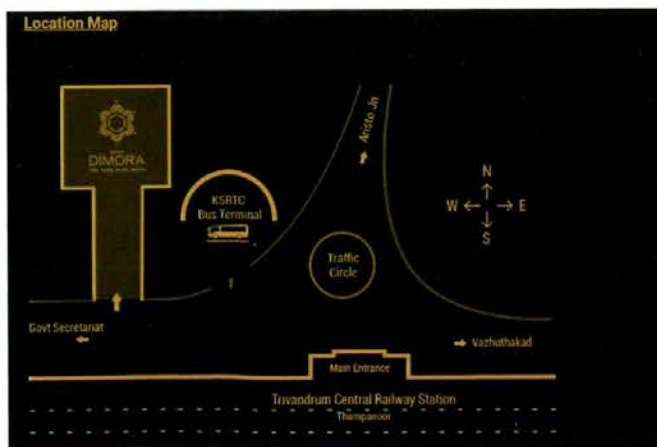 Location Map
Aristo Jn
DIMORA
KSRTC
Bus Terminal
N
W
E
S
Traffic
Circle
Govt Secretariat
Vazhuthakad
Main Entrance
Trivandrum Central Railway Station
Thampanoor